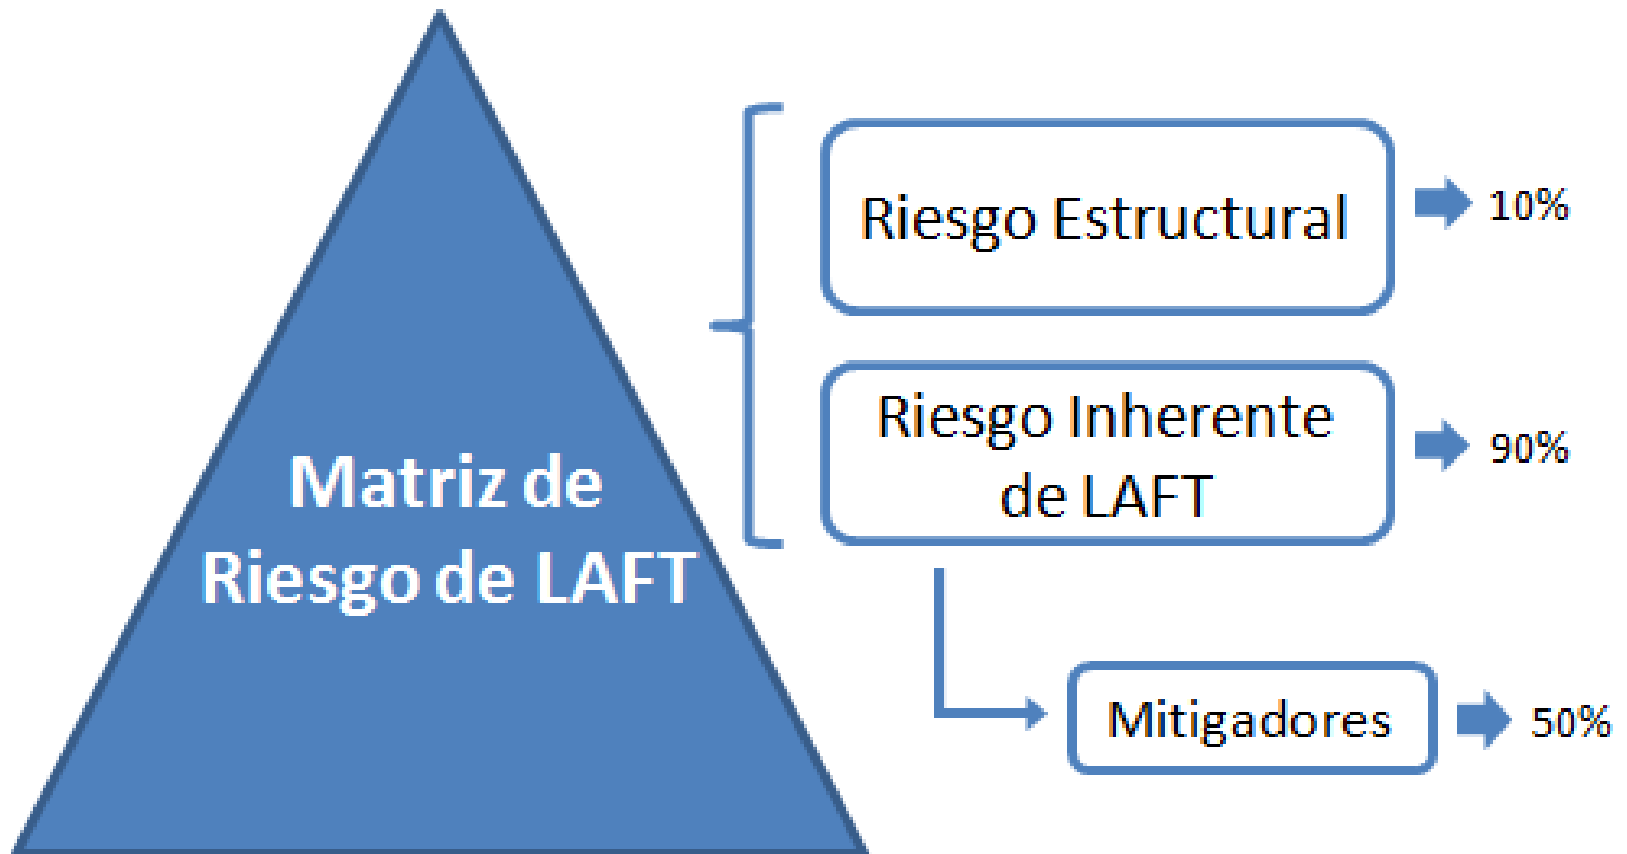 Matriz de
Riesgo de LAFT
Riesgo Estructural
10%
Riesgo Inherente
de LAFT
90%
Mitigadores
50%